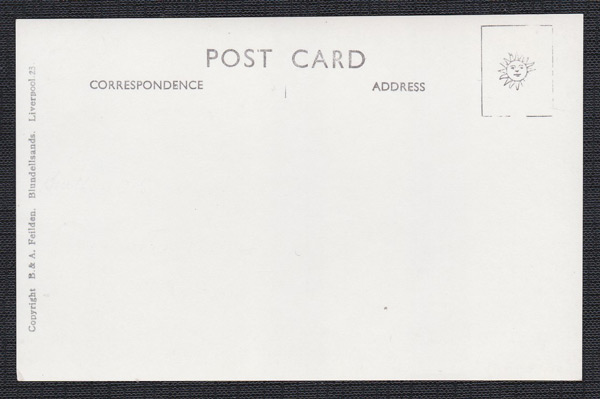 POST CARD
CORRESPONDENCE
ADDRESS
Copyright B. & A. Feilden. Blundellsands. Liverpool 23